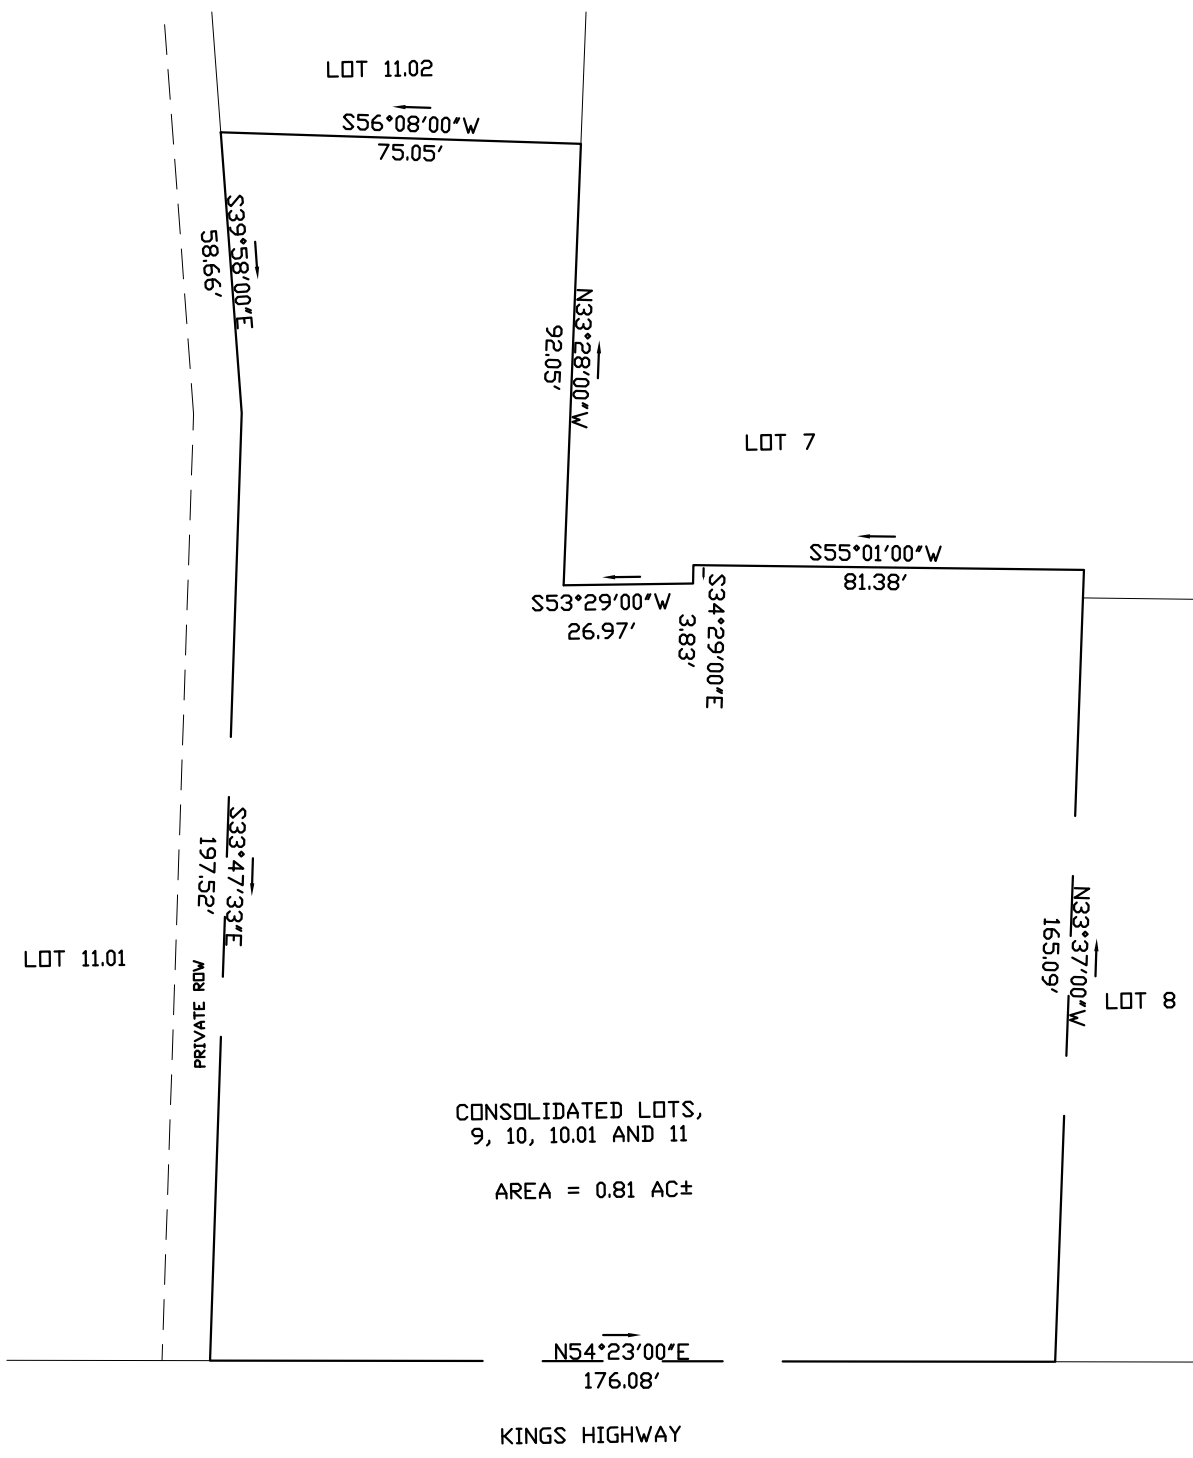 LOT 11.02
S56°08'00"W
75.05'
S39°58'00"E
58.66'
N33°28'00"W
92.05'
LOT 7
S55°01'00"W
81.38'
S53°29'00"W
26.97'
S34°29'00"E
3.83'
S33°47'33"E
197.52'
N33°37'00"W
165.09'
LOT 11.01
PRIVATE ROW
LOT 8
CONSOLIDATED LOTS,
9, 10, 10.01 AND 11
AREA = 0.81 AC±
N54°23'00"E
176.08'
KINGS HIGHWAY